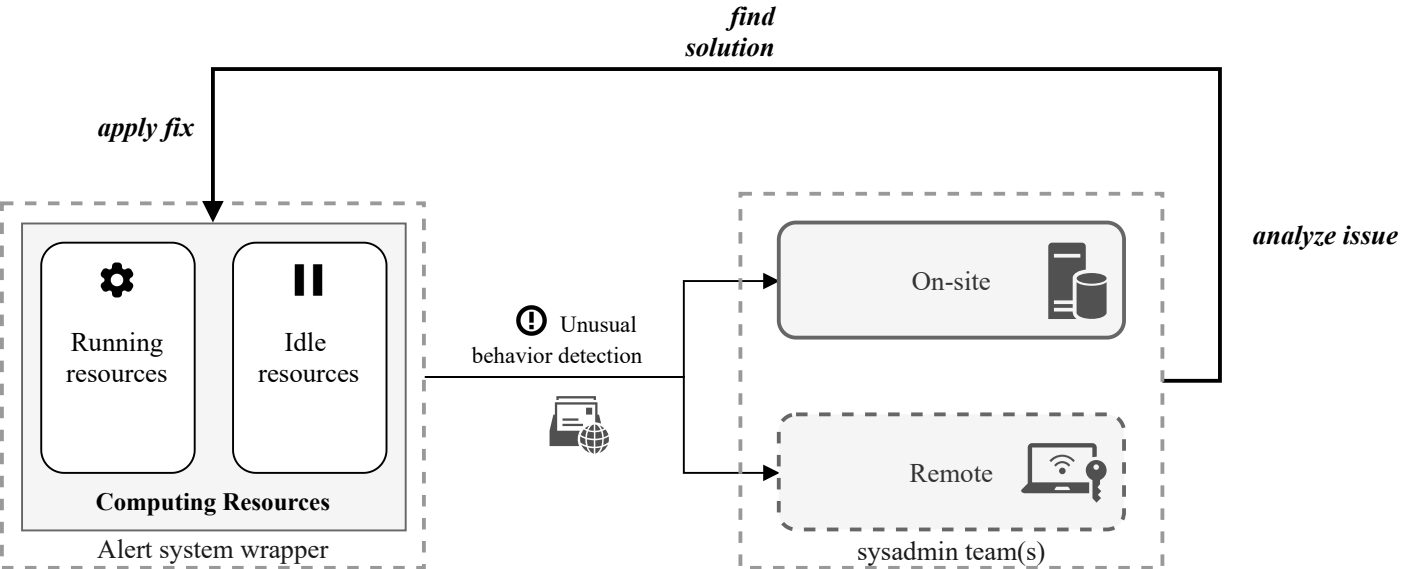 find
solution
apply fix
analyze issue
Running
resources
Idle
resources
Computing Resources
Alert system wrapper
Unusual
behavior detection
On-site
Remote
sysadmin team(s)